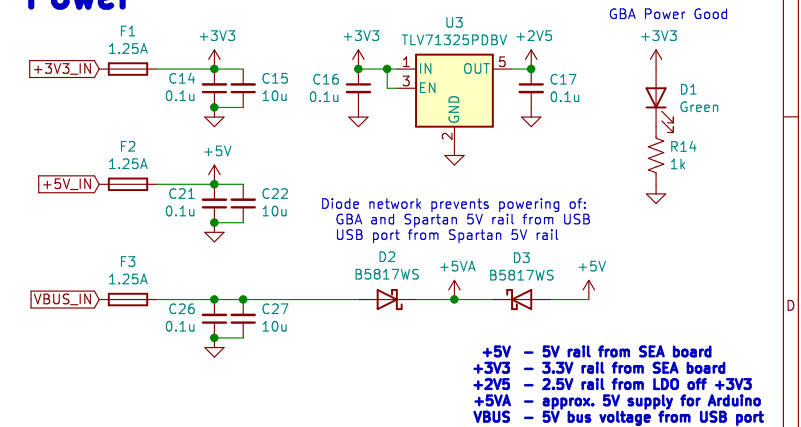 Power
GBA Power Good
F1
1.25A
+3V3_IN
+3V3
C14
0.1u
C15
10u
+3V3
C16
0.1u
U3
TLV71325PDBV
1
IN
OUT
5
3
EN
GND
2
+2V5
C17
0.1u
+3V3
D1
Green
R14
1k
F2
1.25A
+5V_IN
+5V
C21
0.1u
C22
10u
Diode network prevents powering of:
GBA and Spartan 5V rail from USB
USB port from Spartan 5V rail
F3
1.25A
VBUS_IN
C26
0.1u
C27
10u
D2
B5817WS
+5VA
D3
B5817WS
+5V
D
+5V – 5V rail from SEA board
+3V3 – 3.3V rail from SEA board
+2V5 – 2.5V rail from LDO off +3V3
+5VA – approx. 5V supply for Arduino
VBUS – 5V bus voltage from USB port